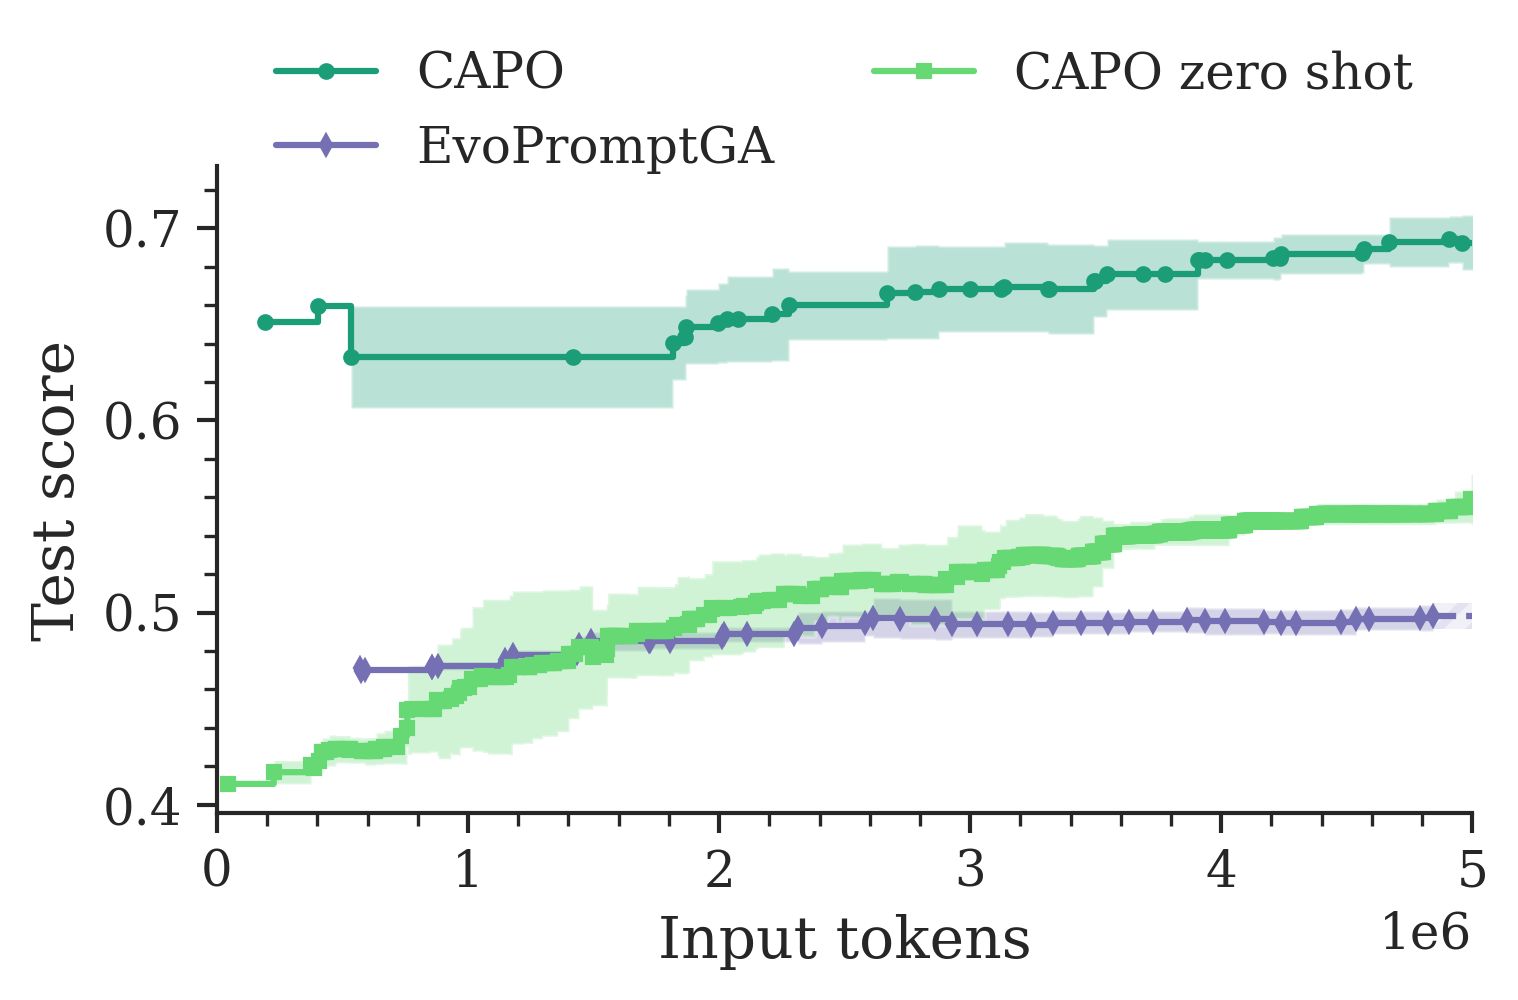 CAPO
CAPO zero shot
EvoPromptGA
Test score
0.7
0.6
0.5
0.4
0 1 2 3 4 5
Input tokens
1e6